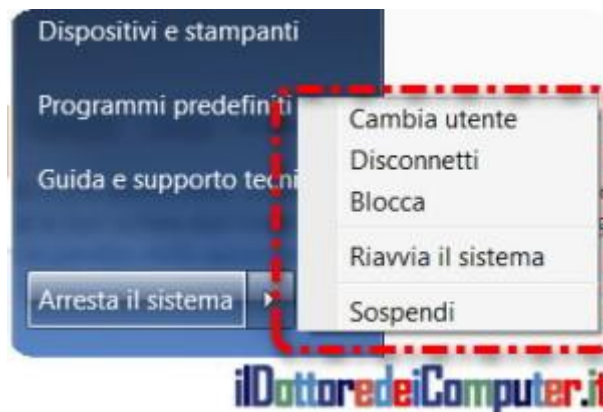 Dispositivi e stampanti
Programmi predefiniti
Guida e supporto tecni
Arresta il sistema
Cambia utente
Disconnetti
Blocca
Riavvia il sistema
Sospendi
ilDottoredeiComputer.it